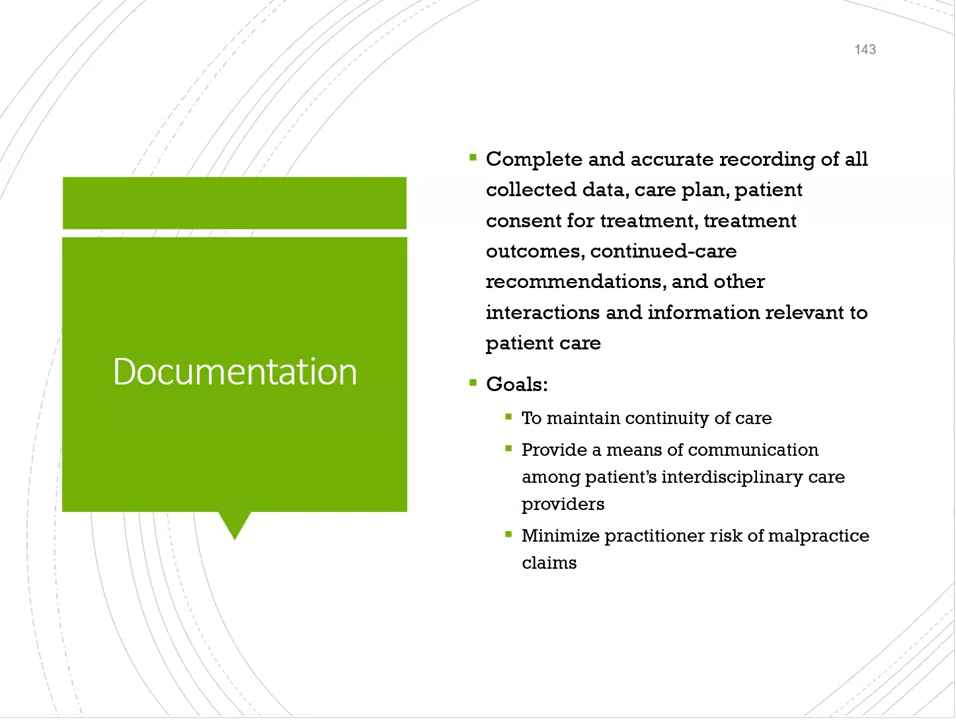 143
Documentation
Complete and accurate recording of all
collected data, care plan, patient
consent for treatment, treatment
outcomes, continued-care
recommendations, and other
interactions and information relevant to
patient care
Goals:
To maintain continuity of care
Provide a means of communication
among patient's interdisciplinary care
providers
Minimize practitioner risk of malpractice
claims